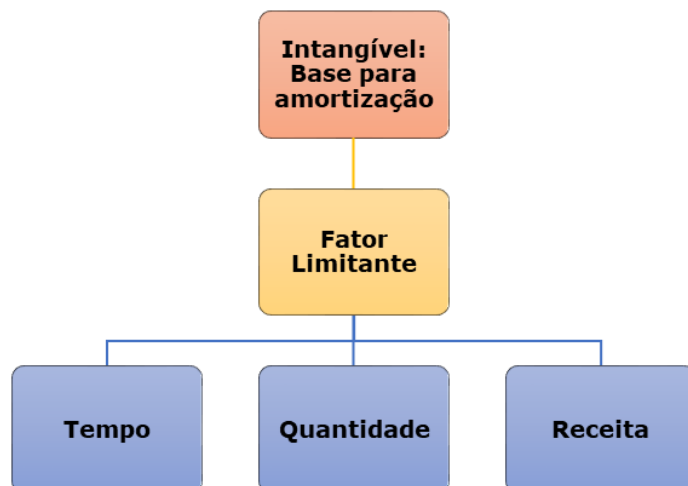 Intangível:
Base para
amortização
Fator
Limitante
Tempo
Quantidade
Receita